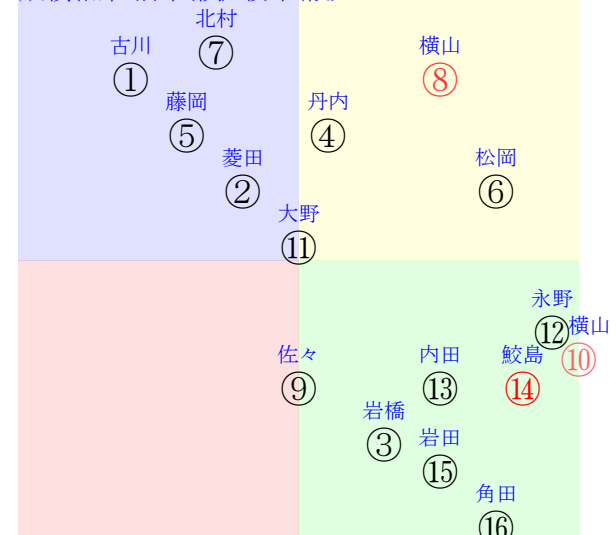 北村
⑦
古川
①
横山
⑧
藤岡
⑤
丹内
④
菱田
②
松岡
⑥
大野
⑪
永野
⑫
横山
⑩
佐々
⑨
内田
⑬
鮫島
⑭
岩橋
③
岩田
⑮
角田
⑯